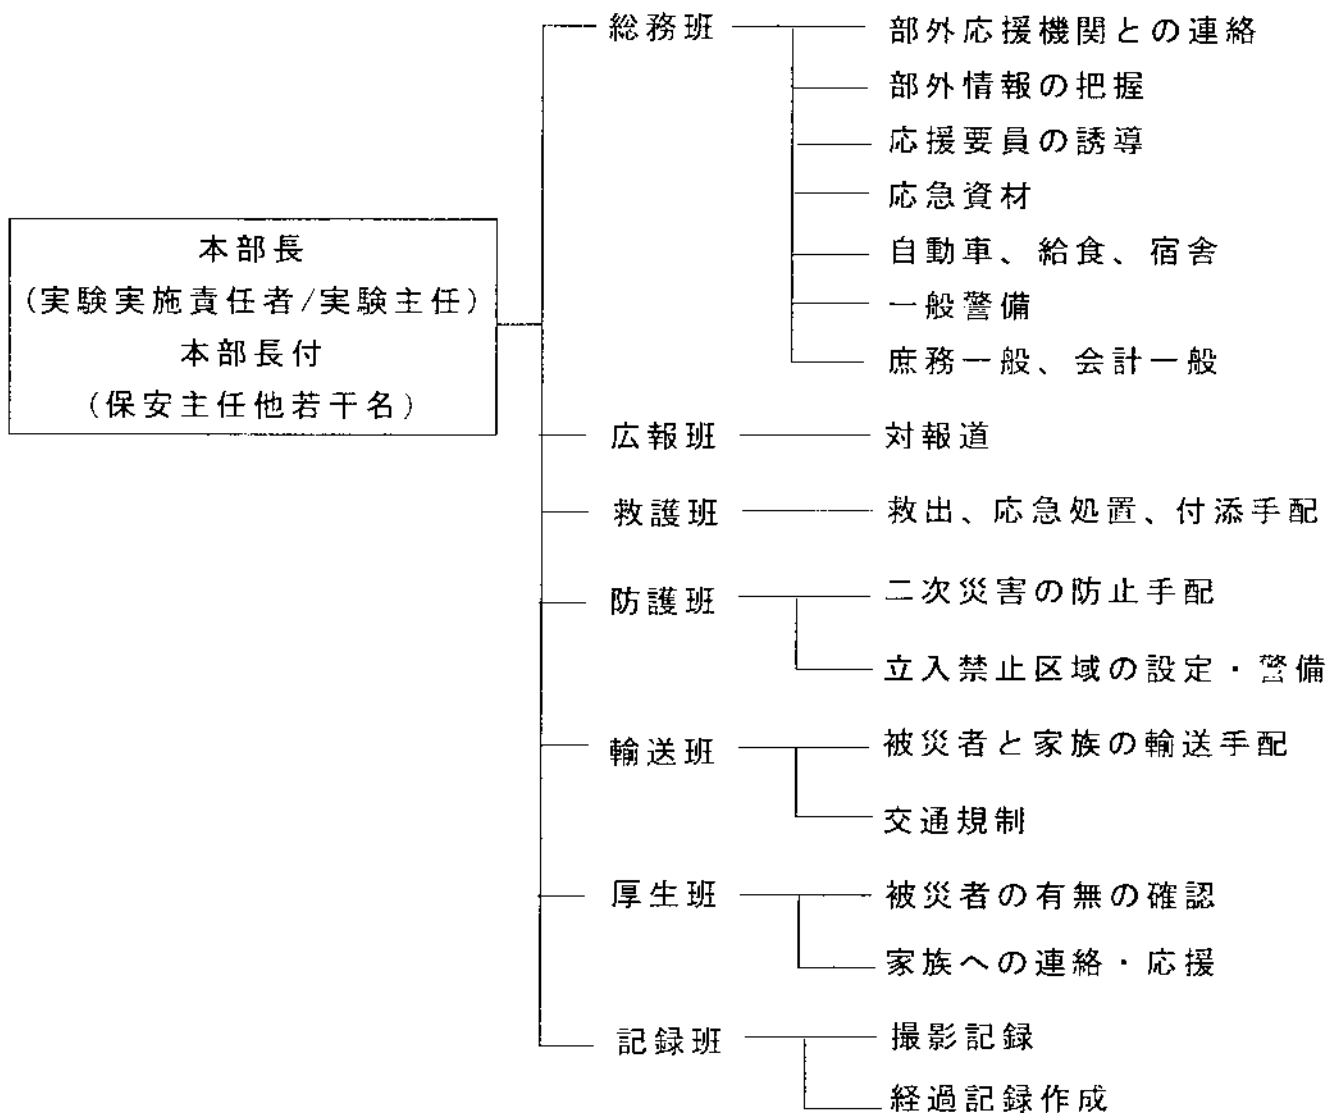 総務班
部外応援機関との連絡
部外情報の把握
応援要員の誘導
応急資材
自動車、給食、宿舎
一般警備
庶務一般、会計一般
本部長
(実験実施責任者/実験主任)
本部長付
(保安主任他若干名)
広報班
対報道
救護班
救出、応急処置、付添手配
防護班
二次災害の防止手配
立入禁止区域の設定・警備
輸送班
被災者と家族の輸送手配
交通規制
厚生班
被災者の有無の確認
家族への連絡・応援
記録班
撮影記録
経過記録作成